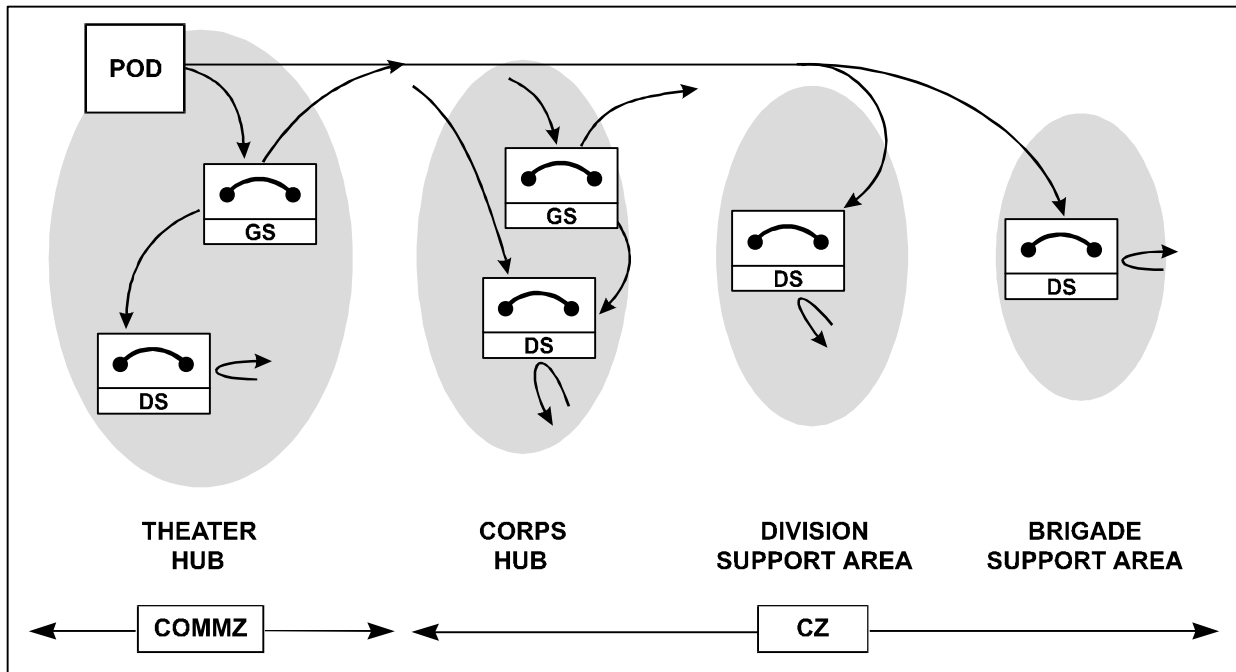 POD
GS
GS
DS
DS
DS
DS
THEATER
HUB
CORPS
HUB
DIVISION
SUPPORT AREA
BRIGADE
SUPPORT AREA
COMMZ
CZ